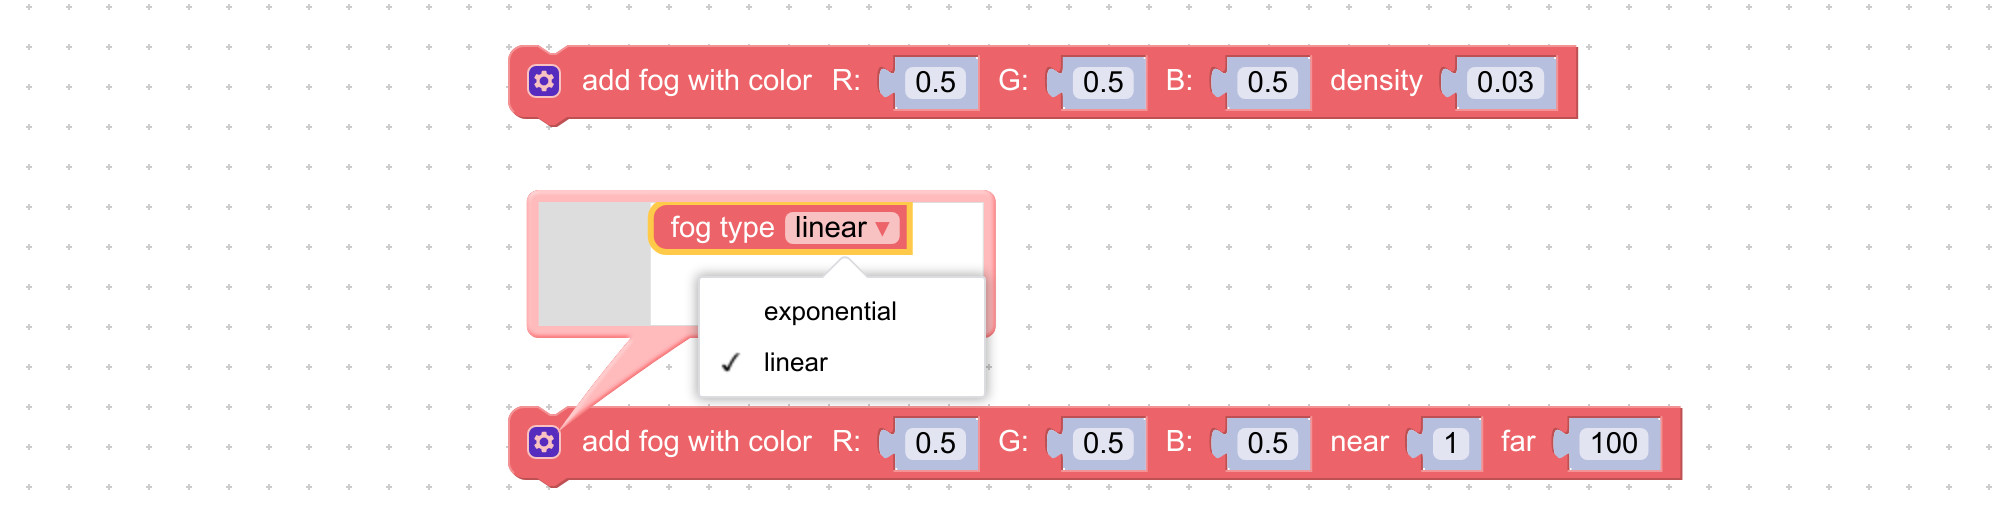 add fog with color R: 0.5 G: 0.5 B: 0.5 density 0.03
fog type linear
exponential
linear
add fog with color R: 0.5 G: 0.5 B: 0.5 near 1 far 100